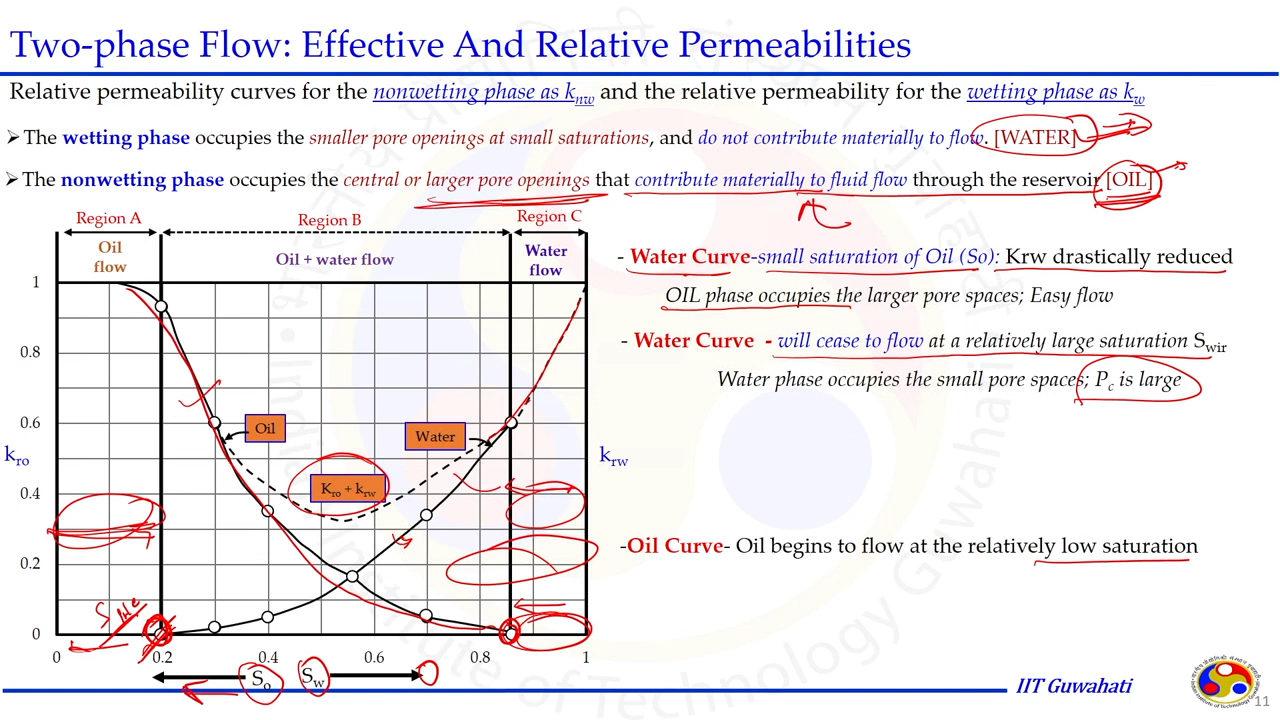 Two-phase Flow: Effective And Relative Permeabilities
Relative permeability curves for the nonwetting phase as knw and the relative permeability for the wetting phase as kw
➢ The wetting phase occupies the smaller pore openings at small saturations, and do not contribute materially to flow. [WATER]
➢ The nonwetting phase occupies the central or larger pore openings that contribute materially to fluid flow through the reservoir [OIL]
Region A
Region B
Region C
Oil flow
Oil + water flow
Water flow
1
0.8
0.6
0.4
0.2
0
kro
krw
Oil
Water
Kro + krw
0
0.2
0.4
0.6
0.8
1
So
Sw
- Water Curve-small saturation of Oil (So): Krw drastically reduced
OIL phase occupies the larger pore spaces; Easy flow
- Water Curve - will cease to flow at a relatively large saturation Swir
Water phase occupies the small pore spaces; Pc is large
-Oil Curve- Oil begins to flow at the relatively low saturation
IIT Guwahati
11